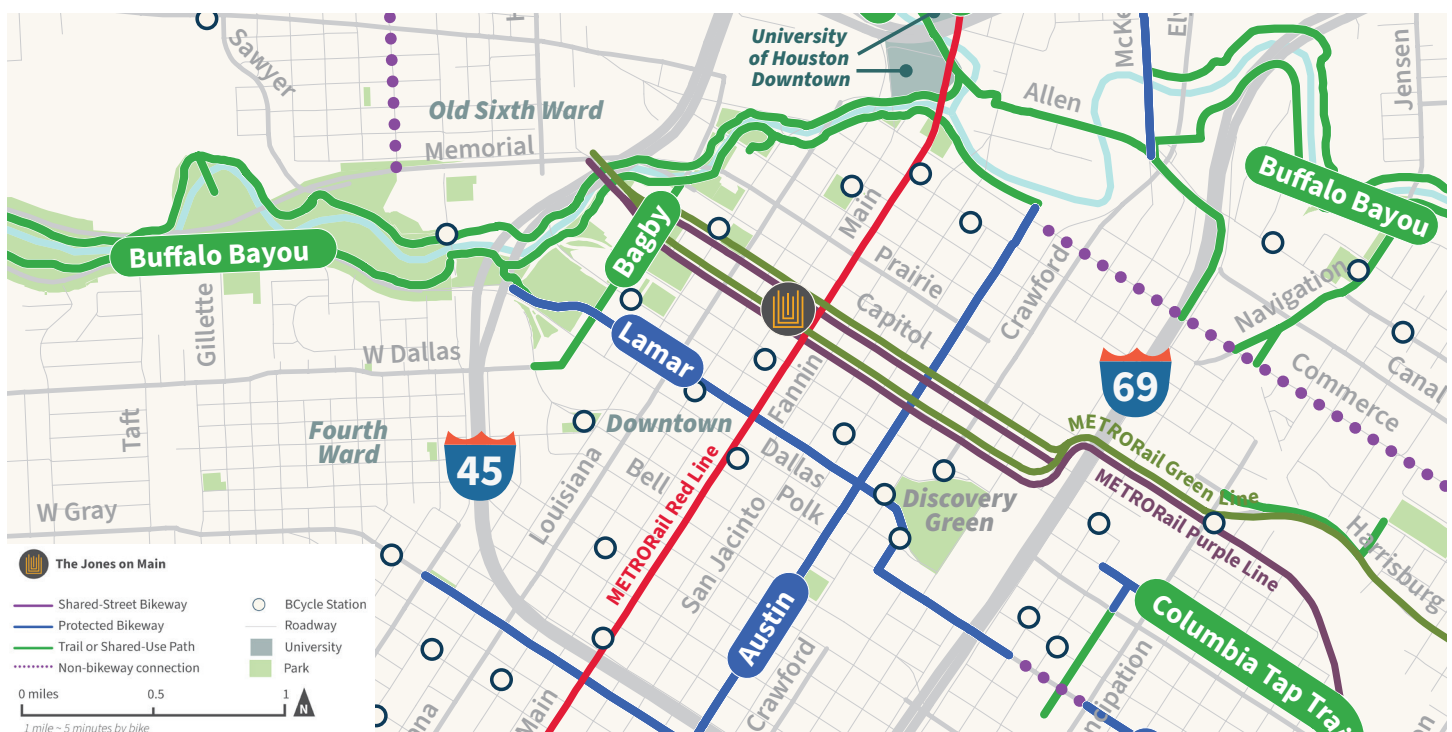 Sawyer
McKe
Jensen
University
of Houston
Downtown
Allen
Old Sixth Ward
Memorial
Buffalo Bayou
Buffalo Bayou
Bagby
Main
Prairie
Crawford
Navigation
Gillette
Capitol
Lamar
W Dallas
69
Commerce
Canal
Fannin
Taft
Fourth
Ward
Downtown
METRORail Green Line
45
Louisiana
Bell
Dallas
Polk
METRORail Red Line
Discovery
Green
METRORail Purple Line
W Gray
San Jacinto
Harrisburg
Austin
Columbia Tap Trai
Crawford
Main
ana
ncipation
on
The Jones on Main
Shared-Street Bikeway
Protected Bikeway
Trail or Shared-Use Path
Non-bikeway connection
BCycle Station
Roadway
University
Park
0 miles 0.5 1
N
1 mile ~ 5 minutes by bike